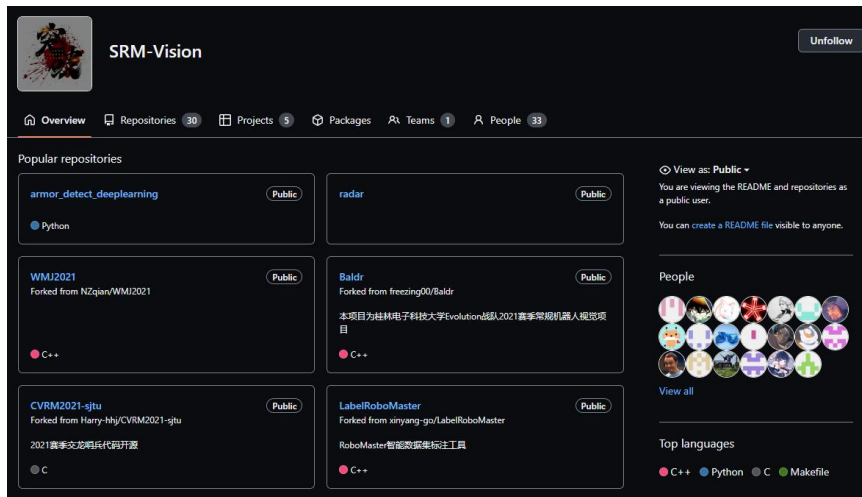 SRM-Vision
Unfollow
Overview Repositories 30 Projects 5 Packages Teams 1 People 33
Popular repositories
armor_detect_deeplearning Public
Python
radar Public
WMJ2021 Public
Forked from NZqian/WMJ2021
C++
Baldr Public
Forked from freezing00/Baldr
本项目为桂林电子科技大学Evolution战队2021赛季常规机器人视觉项
目
C++
CVRM2021-sjtu Public
Forked from Harry-hhj/CVRM2021-sjtu
2021赛季交龙哨兵代码开源
C
LabelRoboMaster Public
Forked from xinyang-go/LabelRoboMaster
RoboMaster智能数据集标注工具
C++
View as: Public
You are viewing the README and repositories as
a public user.
You can create a README file visible to anyone.
People
View all
Top languages
C++ Python C Makefile